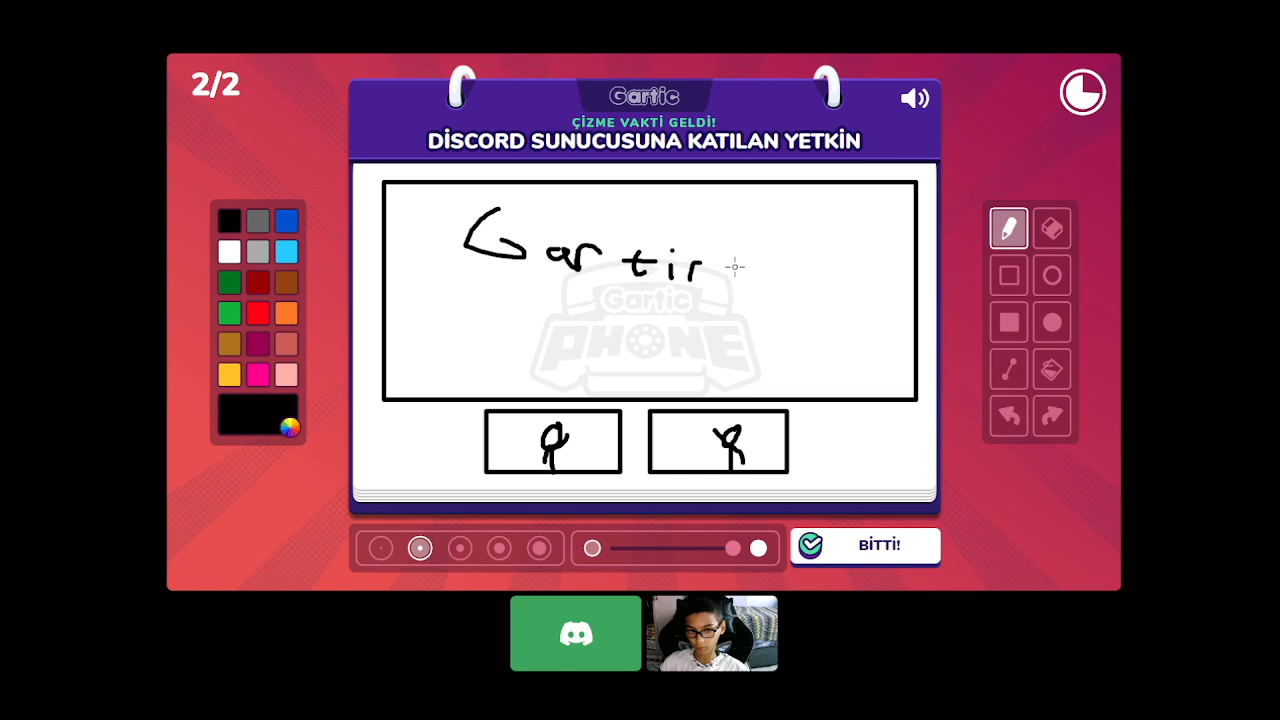 2/2
Gartic
ÇİZME VAKTİ GELDİ!
DİSCORD SUNUCUSUNA KATILAN YETKİN
Gartir
Gartic
PHONE
BİTTİ!